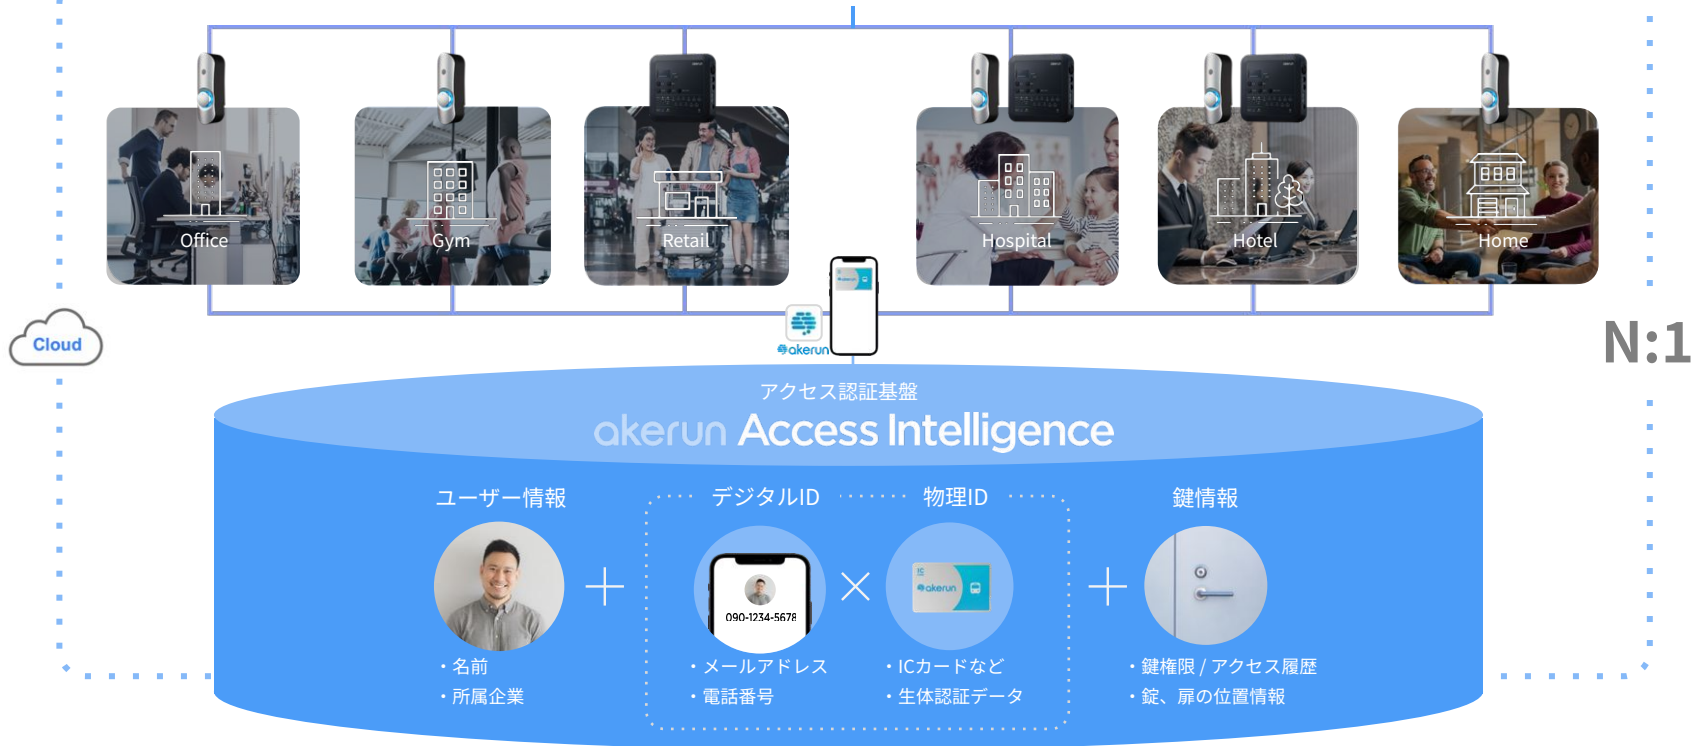 Office
Gym
Retail
Hospital
Hotel
Home
Cloud
akerun
N:1
アクセス認証基盤
akerun Access Intelligence
ユーザー情報
デジタルID
物理ID
鍵情報
090-1234-5678
IC
akerun
・名前
・所属企業
・メールアドレス
・電話番号
・ICカードなど
・生体認証データ
・鍵権限 / アクセス履歴
・錠、扉の位置情報